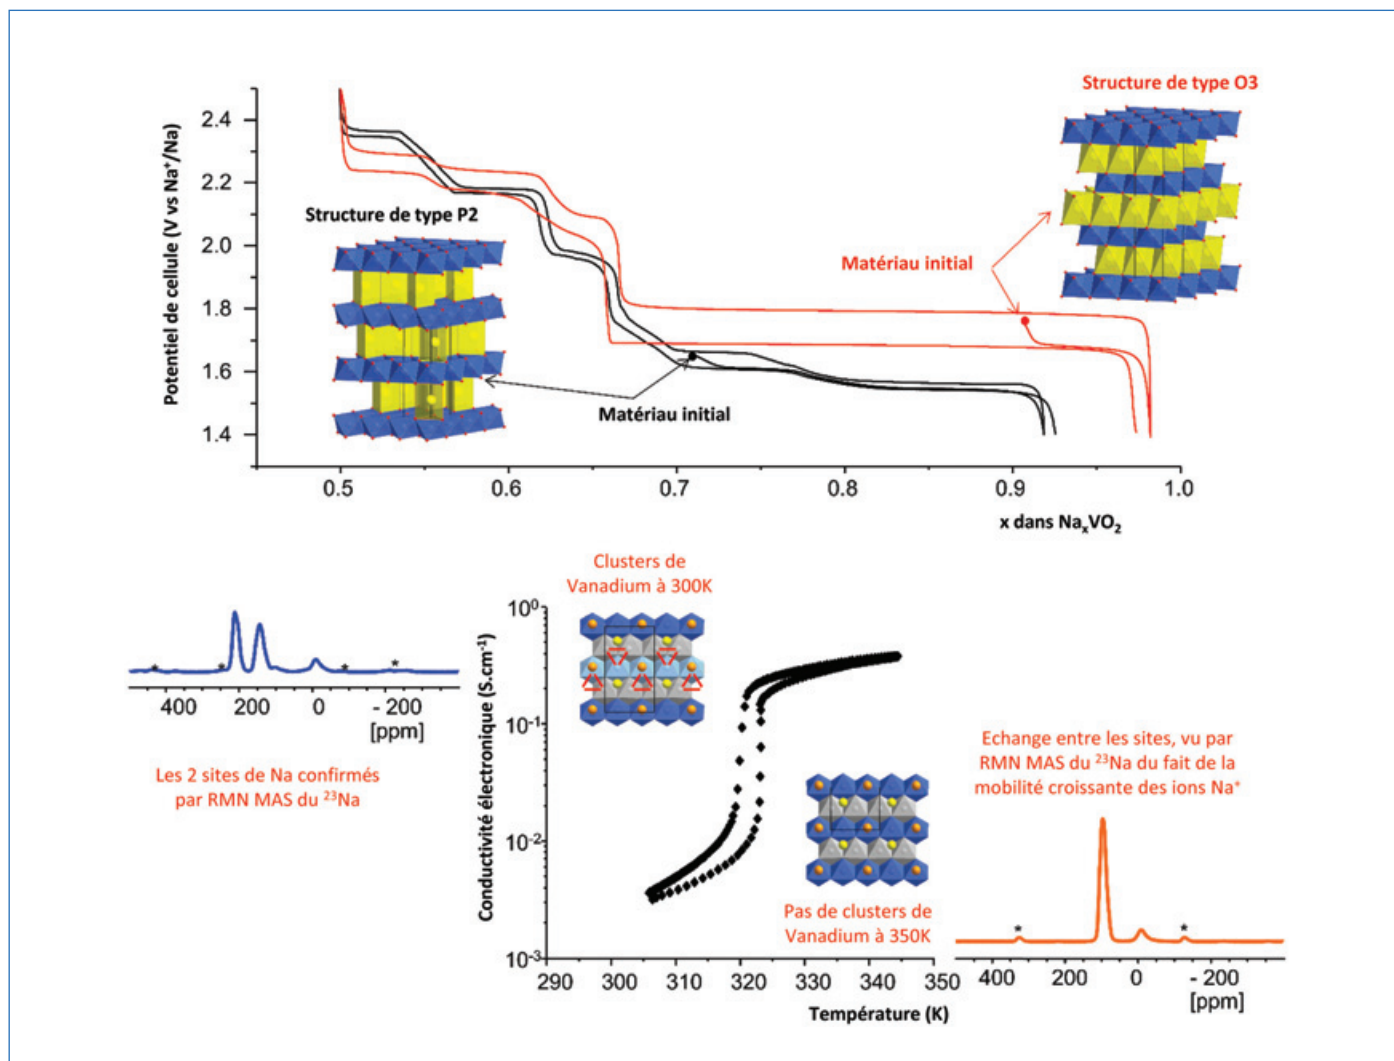 Structure de type O3
Potentiel de cellule (V vs Na⁺/Na)
2.4
2.2
2.0
1.8
1.6
1.4
Structure de type P2
Matériau initial
Matériau initial
0.5
0.6
0.7
0.8
0.9
1.0
x dans NaₓVO₂
Clusters de
Vanadium à 300K
* * * *
400
200
0
- 200
[ppm]
Les 2 sites de Na confirmés
par RMN MAS du ²³Na
Conductivité électronique (S.cm⁻¹)
10⁰
10⁻¹
10⁻²
10⁻³
Pas de clusters de
Vanadium à 350K
290
300
310
320
330
340
350
Température (K)
Echange entre les sites, vu par
RMN MAS du ²³Na du fait de la
mobilité croissante des ions Na⁺
* *
400
200
0
- 200
[ppm]